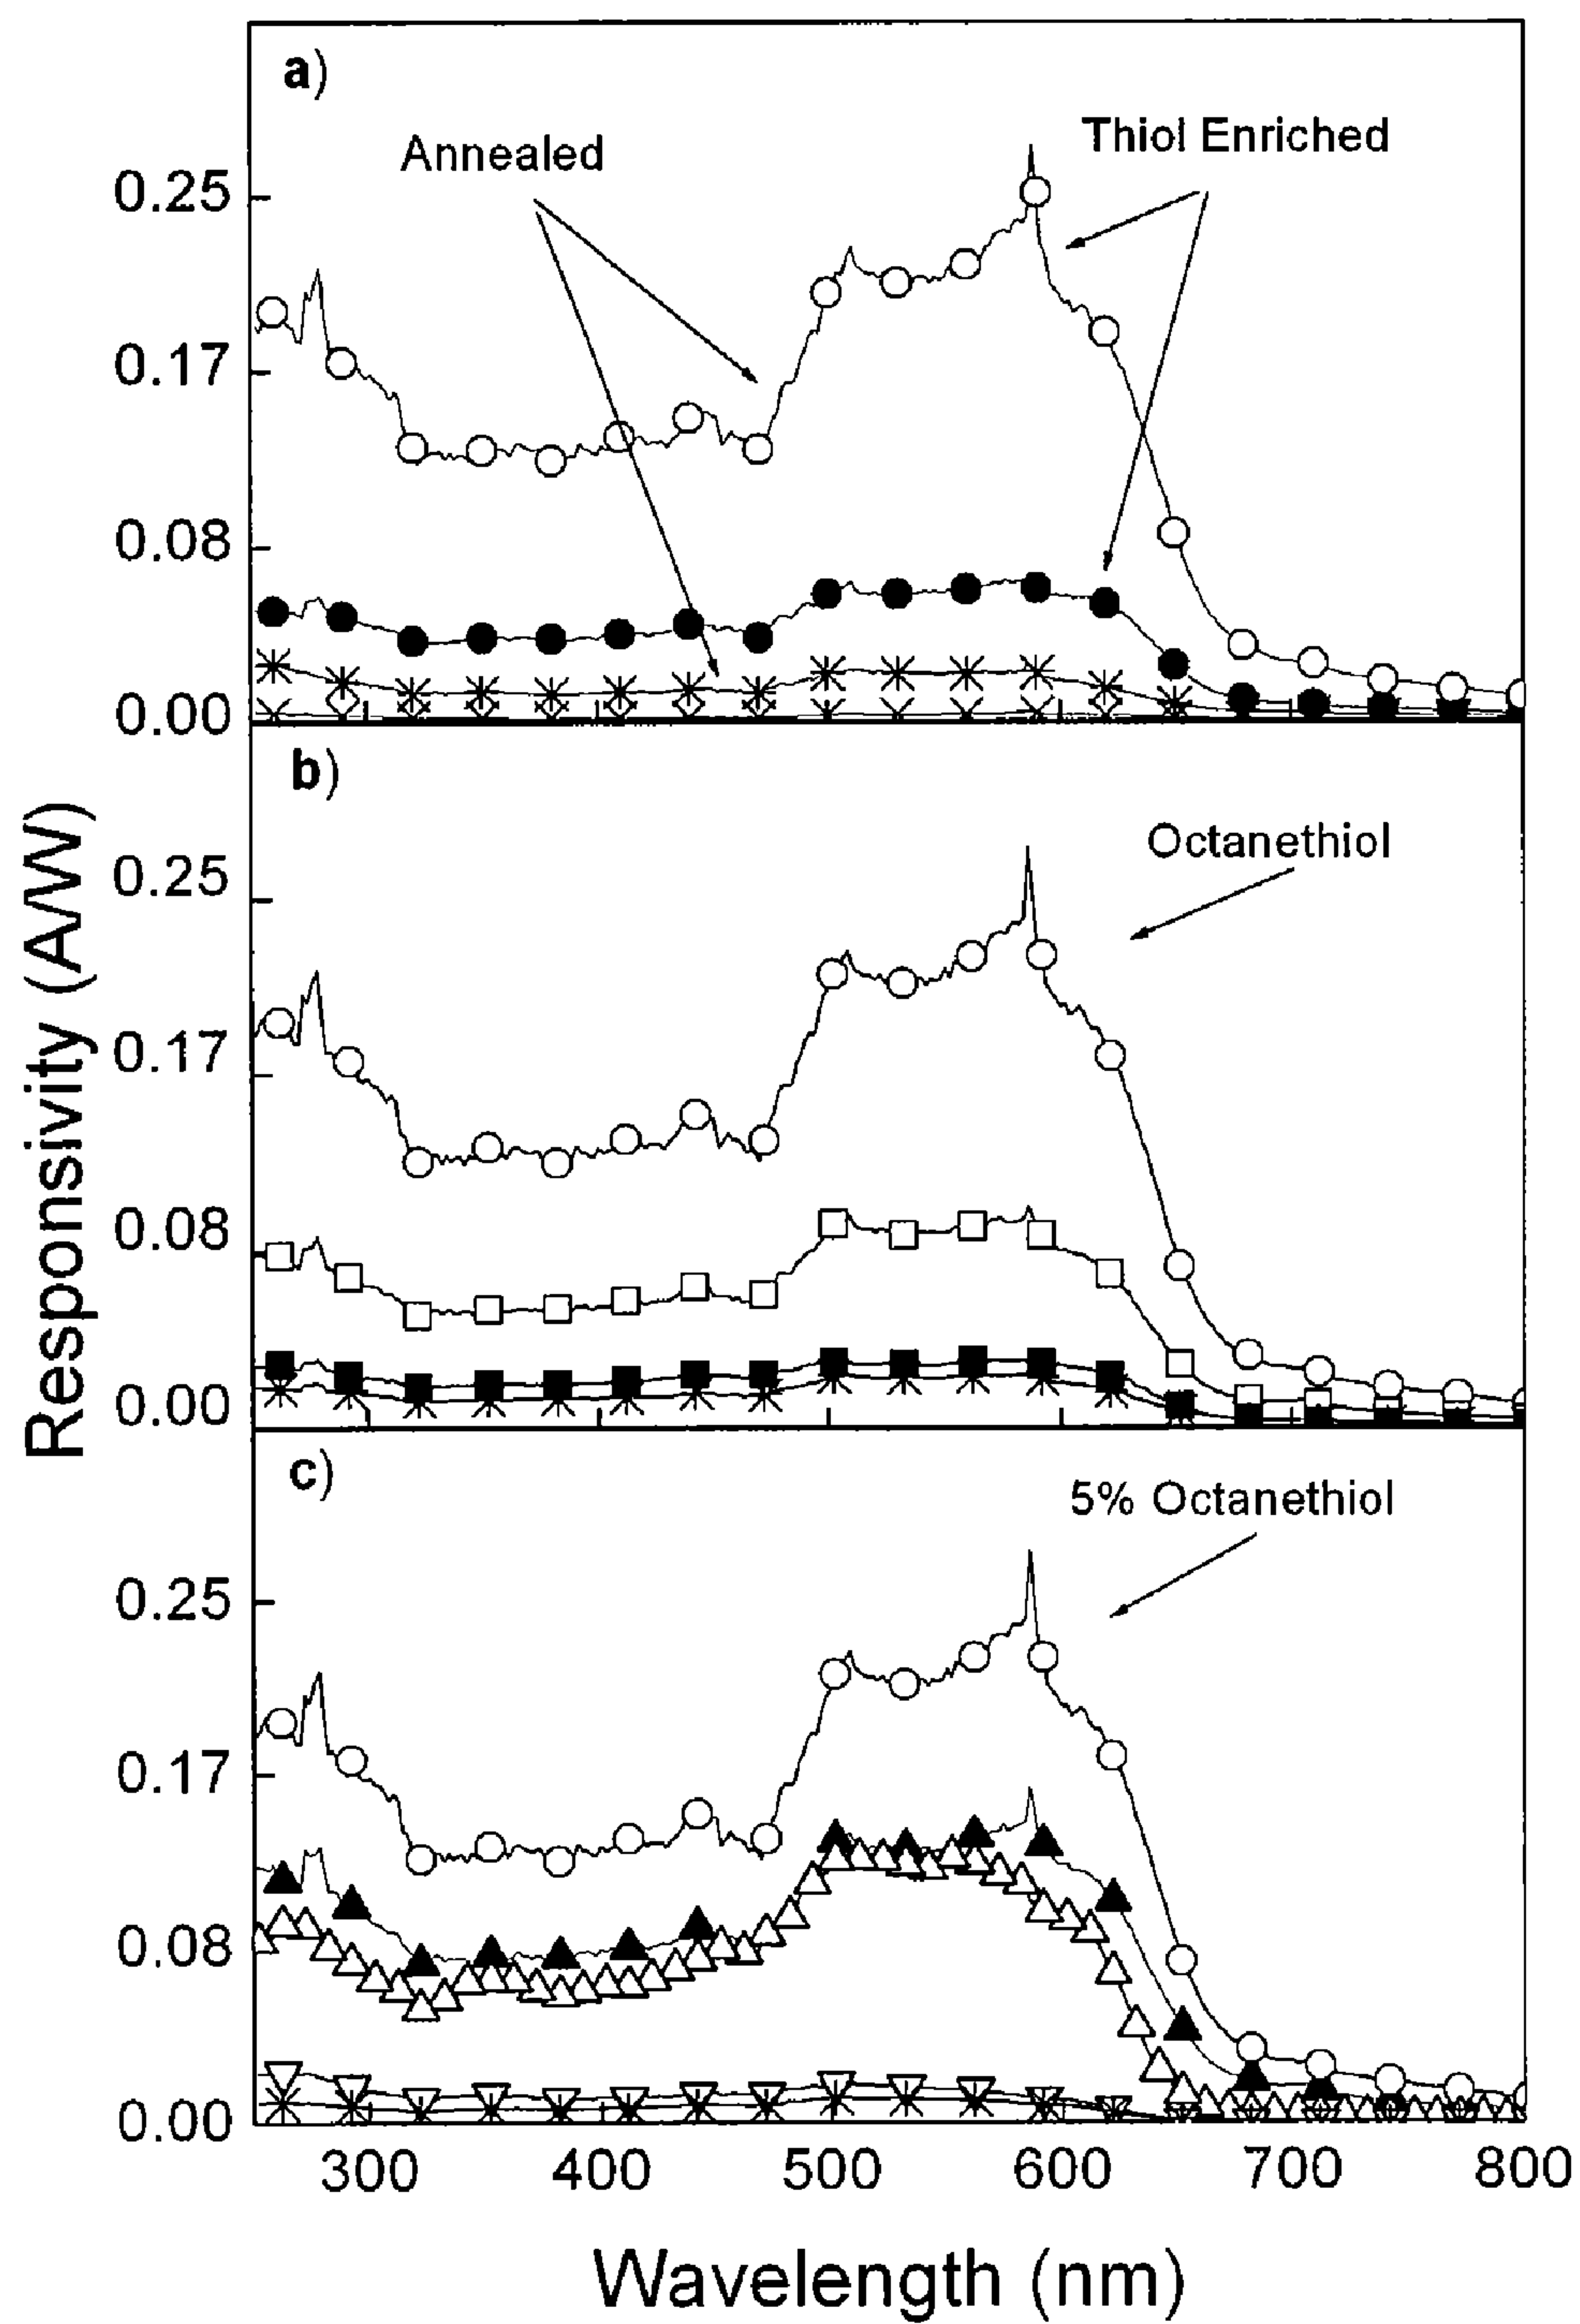 a)
Annealed
Thiol Enriched
0.25
0.17
0.08
0.00
b)
Octanethiol
0.25
0.17
0.08
0.00
c)
5% Octanethiol
0.25
0.17
0.08
0.00
Responsivity (A/W)
300 400 500 600 700 800
Wavelength (nm)